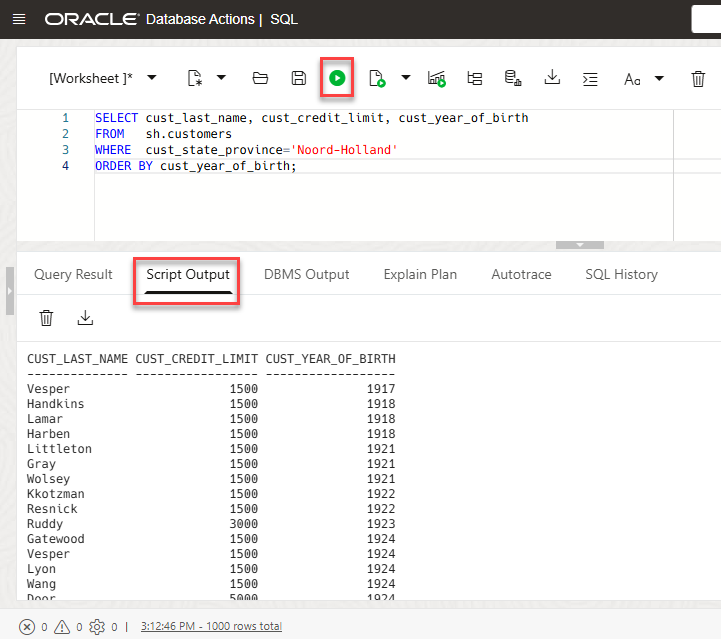 ORACLE Database Actions | SQL
[Worksheet ]* Aa
1 SELECT cust_last_name, cust_credit_limit, cust_year_of_birth
2 FROM   sh.customers
3 WHERE  cust_state_province='Noord-Holland'
4 ORDER BY cust_year_of_birth;
Query Result Script Output DBMS Output Explain Plan Autotrace SQL History
CUST_LAST_NAME CUST_CREDIT_LIMIT CUST_YEAR_OF_BIRTH
-------------- ----------------- ------------------
Vesper 1500 1917
Handkins 1500 1918
Lamar 1500 1918
Harben 1500 1918
Littleton 1500 1921
Gray 1500 1921
Wolsey 1500 1921
Kkotzman 1500 1922
Resnick 1500 1922
Ruddy 3000 1923
Gatewood 1500 1924
Vesper 1500 1924
Lyon 1500 1924
Wang 1500 1924
Door 5000 1924
0 0 0 | 3:12:46 PM - 1000 rows total